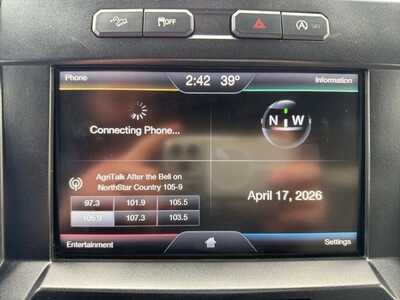 OFF
A OFF
Phone
2:42 39°
Information
Connecting Phone...
N W
AgriTalk After the Bell on
NorthStar Country 105-9
97.3 101.9 105.5
105.9 107.3 103.5
April 17, 2026
Entertainment
Settings